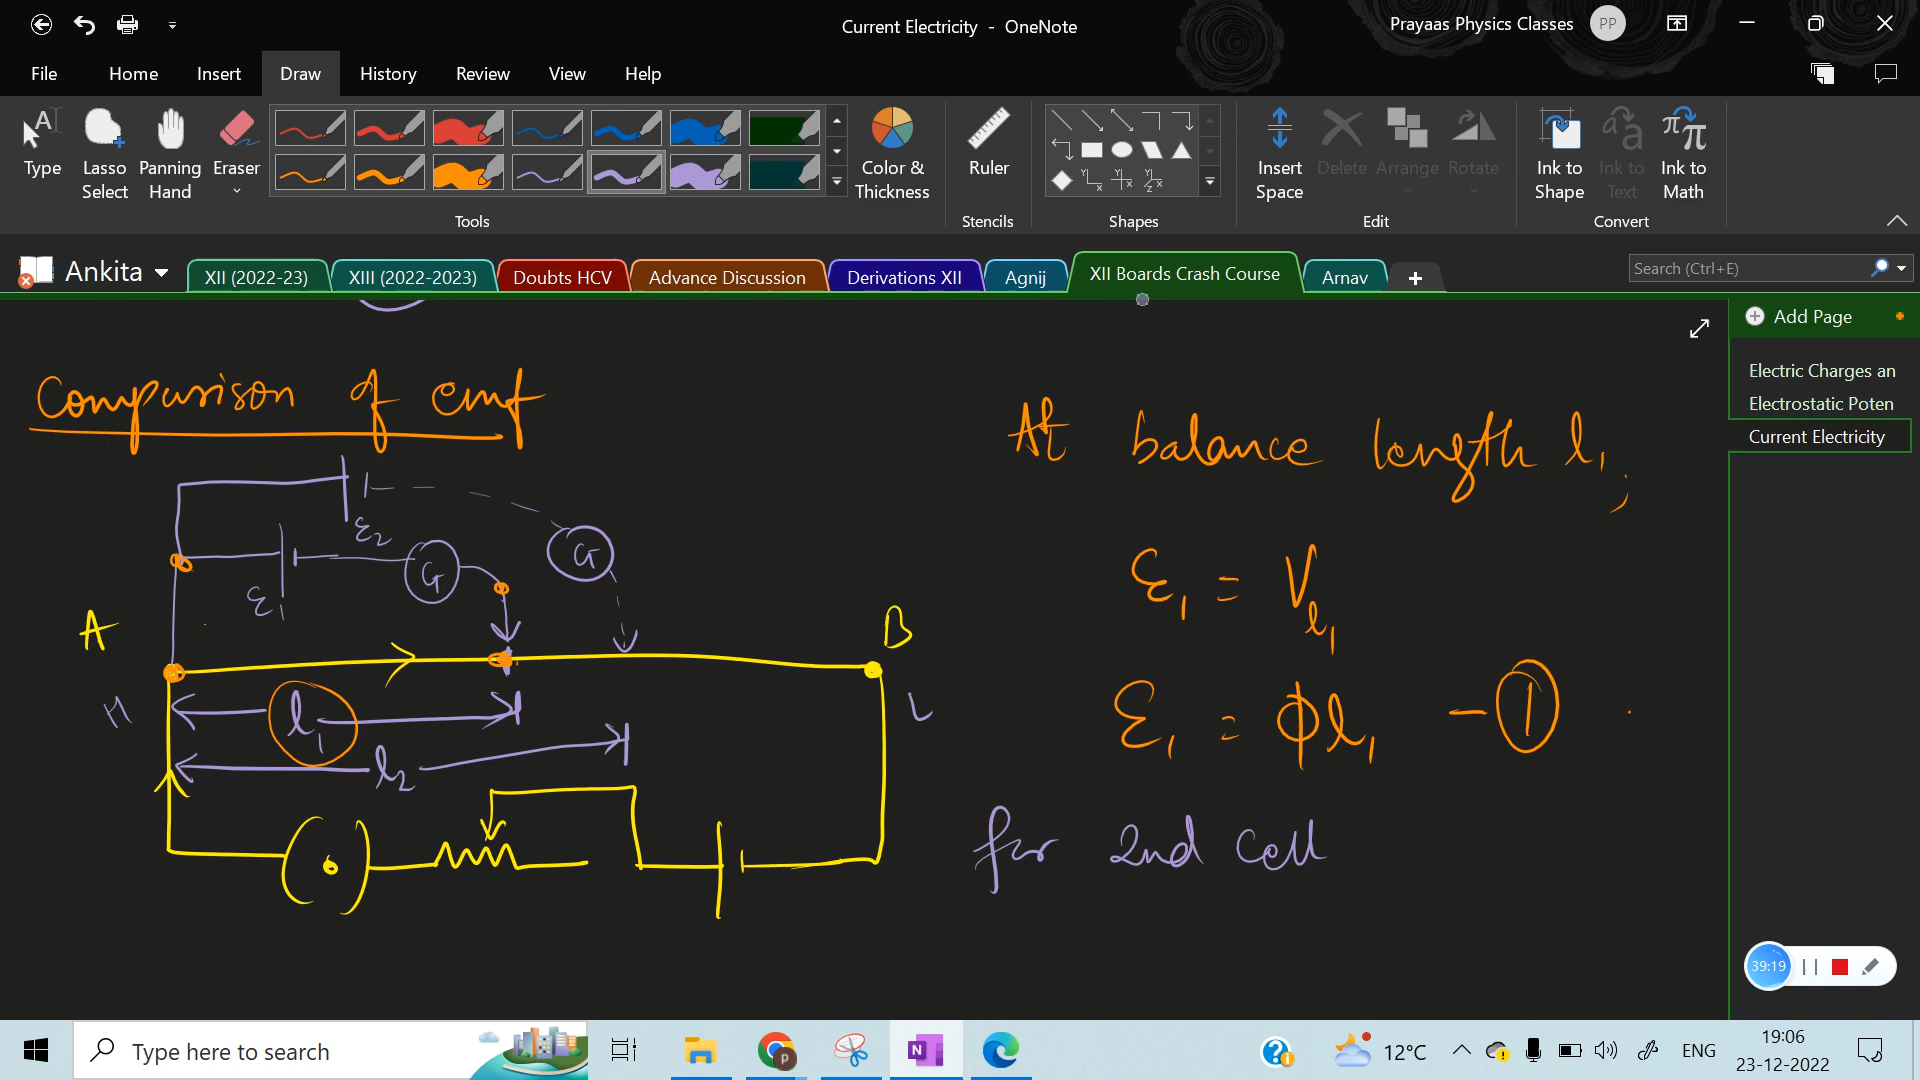 Current Electricity - OneNote
Prayaas Physics Classes PP
File Home Insert Draw History Review View Help
Type
Lasso Select
Panning Hand
Eraser
Color & Thickness
Ruler
Insert Space
Delete
Arrange
Rotate
Ink to Shape
Ink to Text
Ink to Math
Tools
Stencils
Shapes
Edit
Convert
Ankita
XII (2022-23)
XIII (2022-2023)
Doubts HCV
Advance Discussion
Derivations XII
Agnij
XII Boards Crash Course
Arnav
Search (Ctrl+E)
Add Page
Electric Charges an
Electrostatic Poten
Current Electricity
Comparison of emf
ε₂
G
G
ε₁
A
B
H
L
l₁
l₂
At balance length l₁,
ε₁ = V_l₁
ε₁ = ϕl₁ - ①
for 2nd cell
39:19
Type here to search
12°C
ENG
19:06
23-12-2022